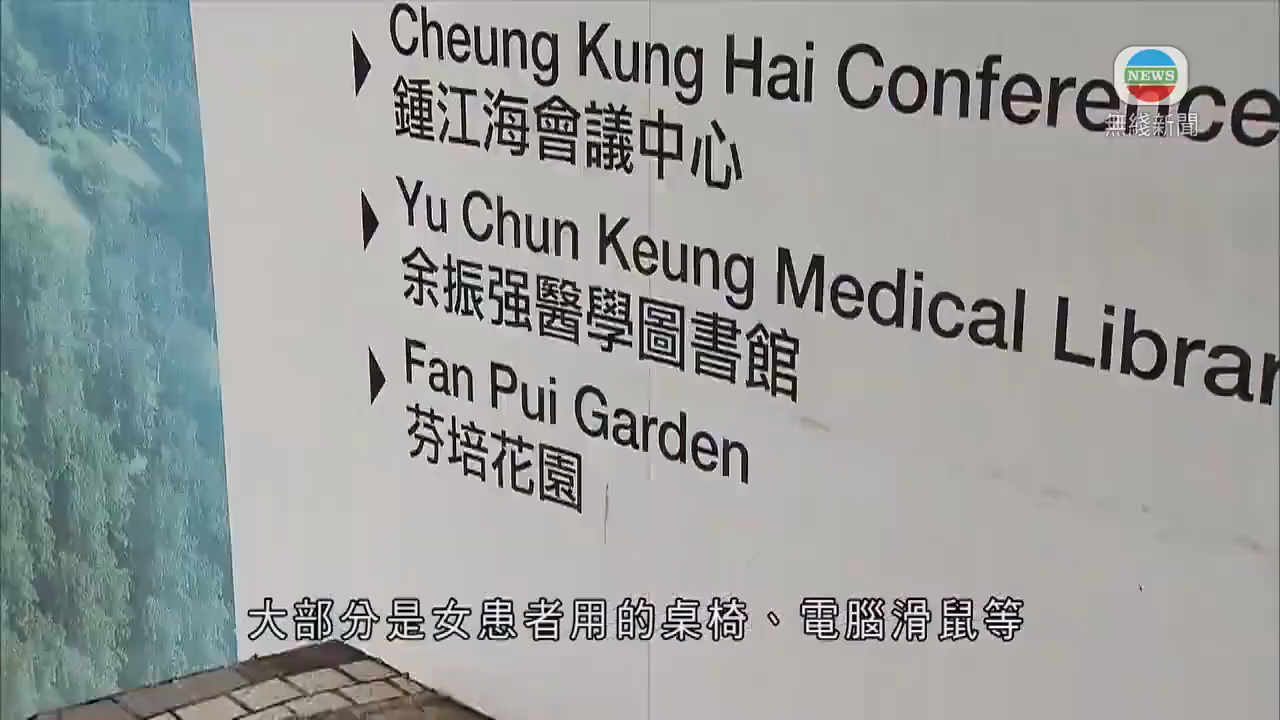 Cheung Kung Hai Conference
鍾江海會議中心
Yu Chun Keung Medical Librar
余振强醫學圖書館
Fan Pui Garden
芬培花園
NEWS
無綫新聞
大部分是女患者用的桌椅、電腦滑鼠等